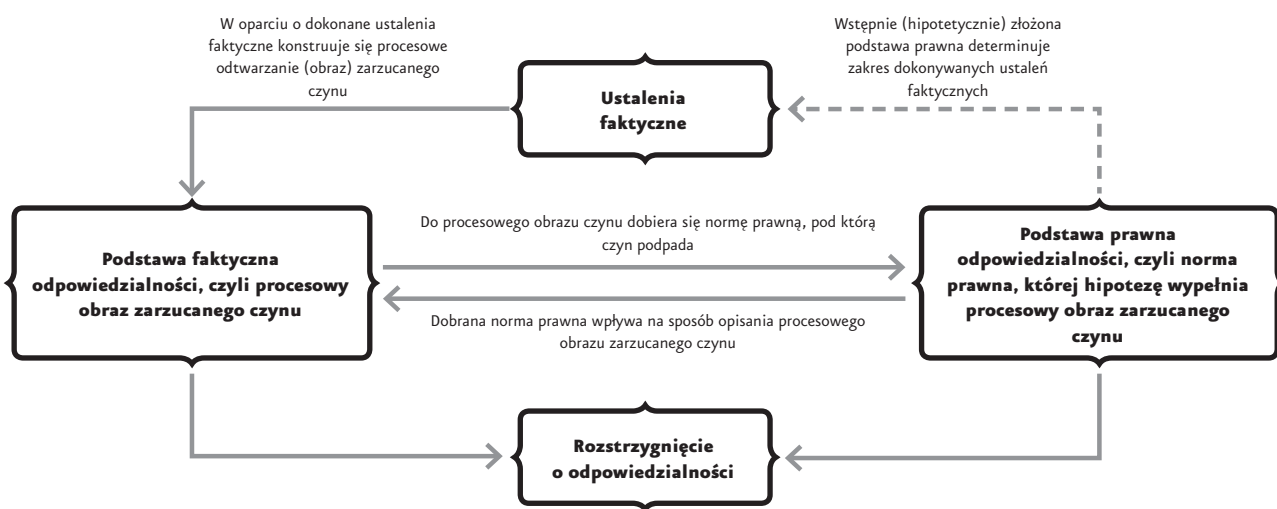 W oparciu o dokonane ustalenia
faktyczne konstruuje się procesowe
odtwarzanie (obraz) zarzucanego
czynu
Wstępnie (hipotetycznie) złożona
podstawa prawna determinuje
zakres dokonywanych ustaleń
faktycznych
Ustalenia
faktyczne
Do procesowego obrazu czynu dobiera się normę prawną, pod którą
czyn podpada
Podstawa faktyczna
odpowiedzialności, czyli procesowy
obraz zarzucanego czynu
Podstawa prawna
odpowiedzialności, czyli norma
prawna, której hipotezę wypełnia
procesowy obraz zarzucanego
czynu
Dobrana norma prawna wpływa na sposób opisania procesowego
obrazu zarzucanego czynu
Rozstrzygnięcie
o odpowiedzialności